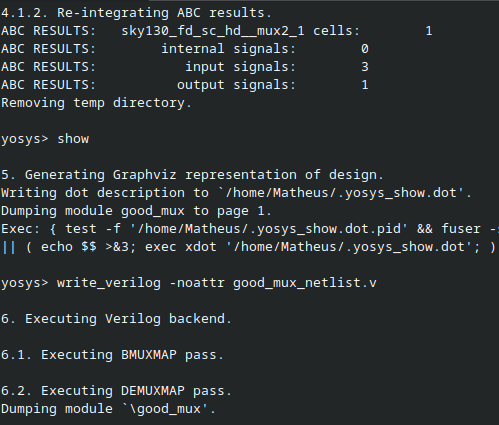 4.1.2. Re-integrating ABC results.
ABC RESULTS:   sky130_fd_sc_hd__mux2_1 cells:        1
ABC RESULTS:        internal signals:        0
ABC RESULTS:           input signals:        3
ABC RESULTS:          output signals:        1
Removing temp directory.
yosys> show
5. Generating Graphviz representation of design.
Writing dot description to `/home/Matheus/.yosys_show.dot'.
Dumping module good_mux to page 1.
Exec: { test -f '/home/Matheus/.yosys_show.dot.pid' && fuser -
|| ( echo $$ >&3; exec xdot '/home/Matheus/.yosys_show.dot'; )
yosys> write_verilog -noattr good_mux_netlist.v
6. Executing Verilog backend.
6.1. Executing BMUXMAP pass.
6.2. Executing DEMUXMAP pass.
Dumping module `\good_mux'.